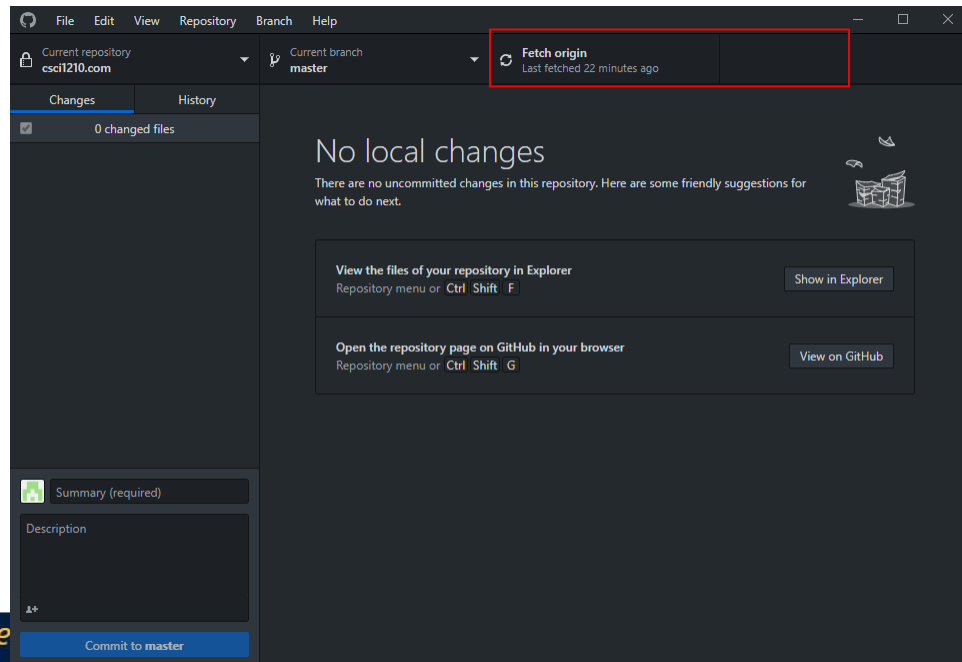 File Edit View Repository Branch Help
Current repository
csci1210.com
Current branch
master
Fetch origin
Last fetched 22 minutes ago
Changes History
0 changed files
No local changes
There are no uncommitted changes in this repository. Here are some friendly suggestions for
what to do next.
View the files of your repository in Explorer
Repository menu or Ctrl Shift F
Show in Explorer
Open the repository page on GitHub in your browser
Repository menu or Ctrl Shift G
View on GitHub
Summary (required)
Description
e
Commit to master